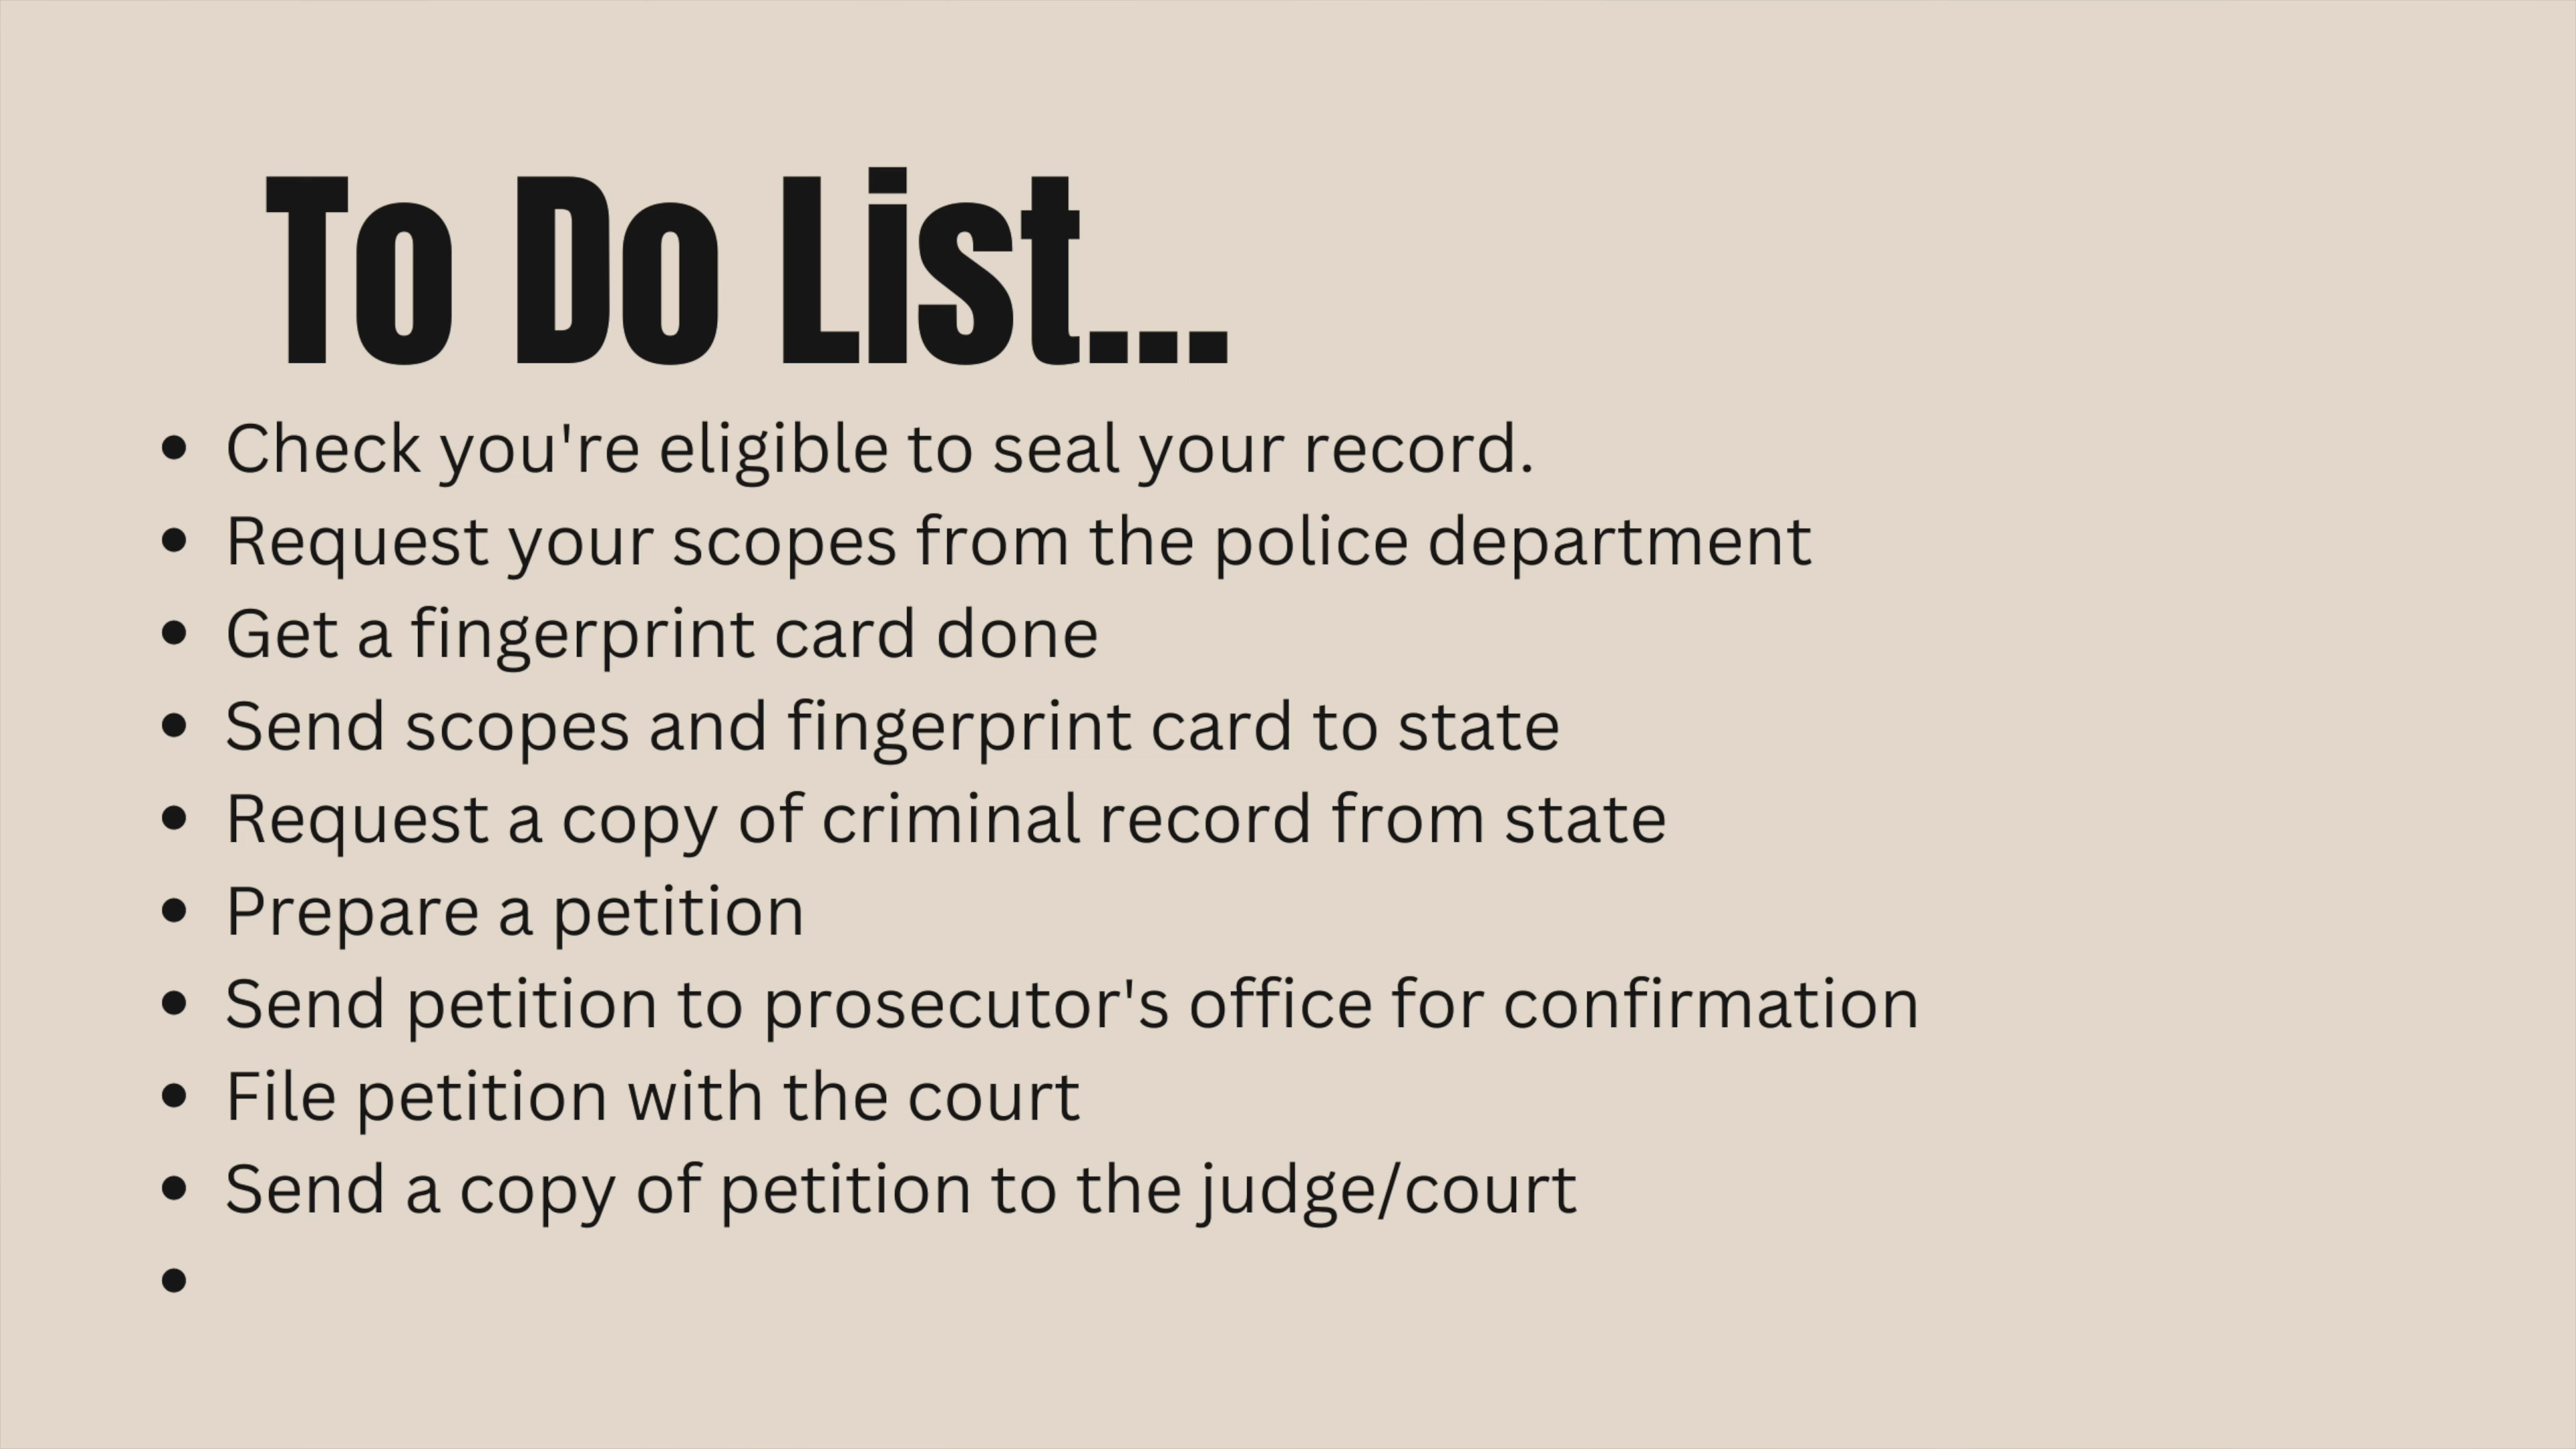 To Do List...
• Check you're eligible to seal your record.
• Request your scopes from the police department
• Get a fingerprint card done
• Send scopes and fingerprint card to state
• Request a copy of criminal record from state
• Prepare a petition
• Send petition to prosecutor's office for confirmation
• File petition with the court
• Send a copy of petition to the judge/court
•